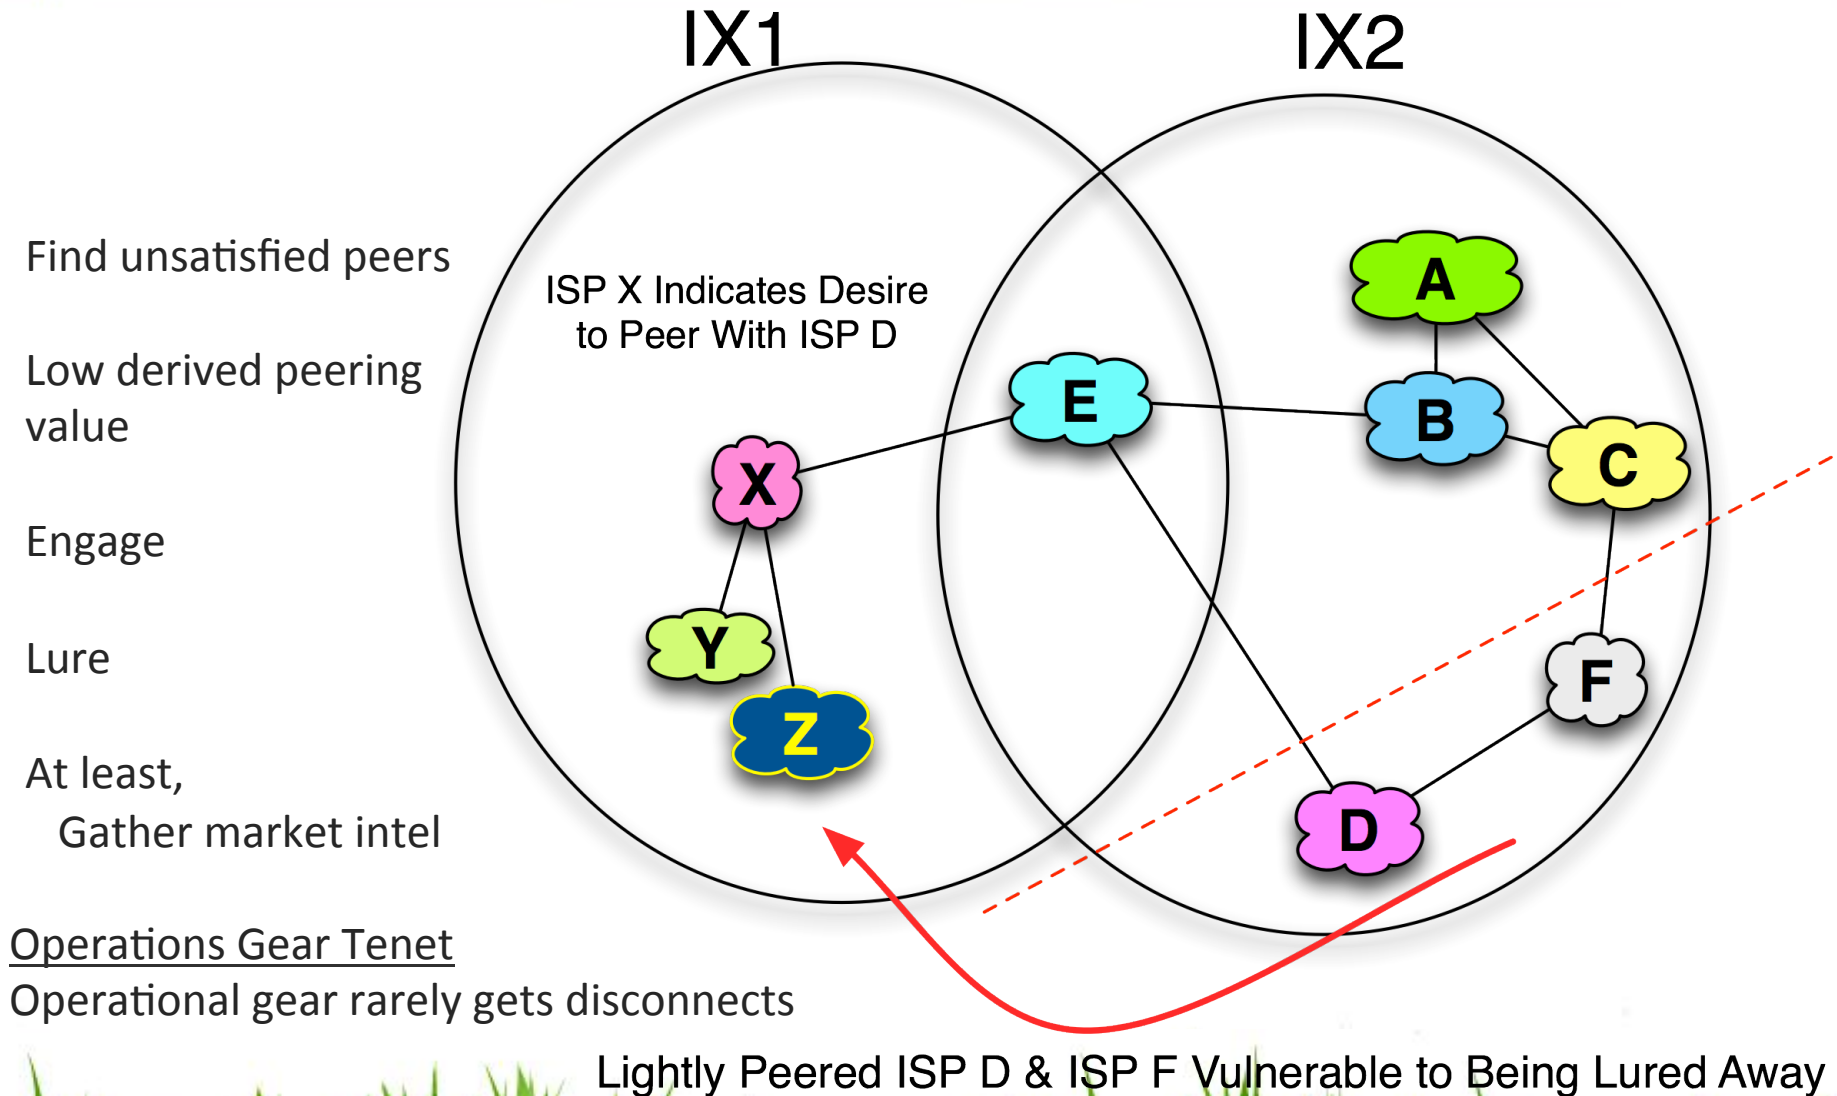 IX1
IX2
Find unsatisfied peers
ISP X Indicates Desire
to Peer With ISP D
Low derived peering
value
Engage
Lure
At least,
Gather market intel
A
E
B
C
X
Y
F
Z
D
Operations Gear Tenet
Operational gear rarely gets disconnects
Lightly Peered ISP D & ISP F Vulnerable to Being Lured Away